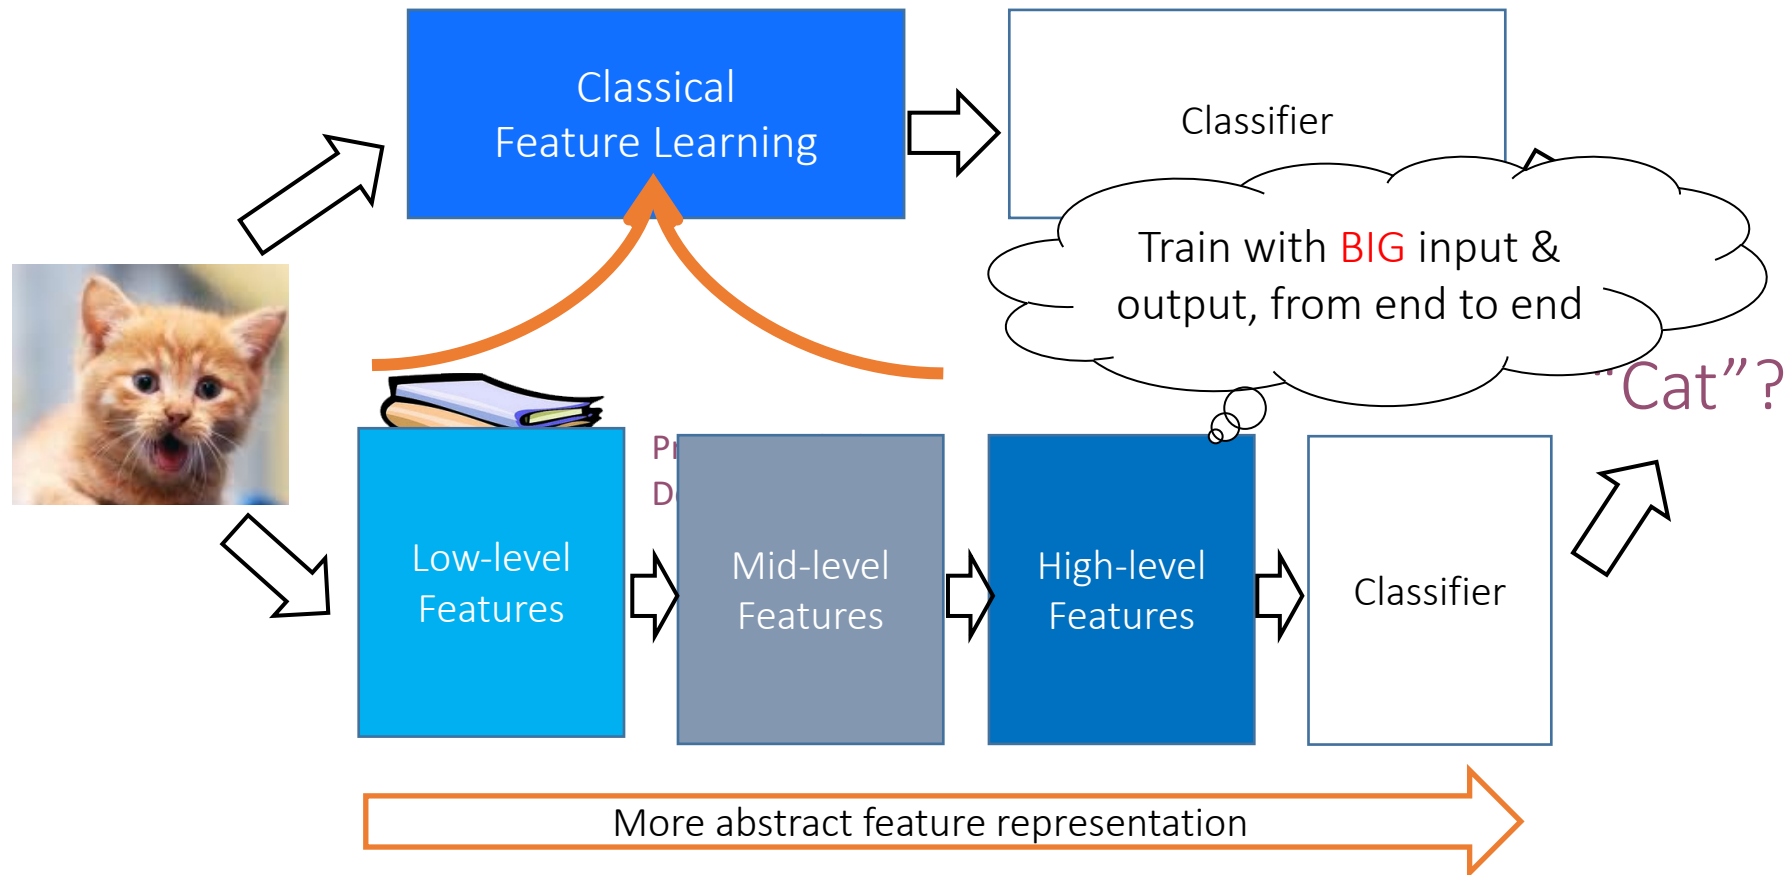 Classical
Feature Learning
Classifier
Train with BIG input &
output, from end to end
“Cat”?
Low-level
Features
Mid-level
Features
High-level
Features
Classifier
More abstract feature representation